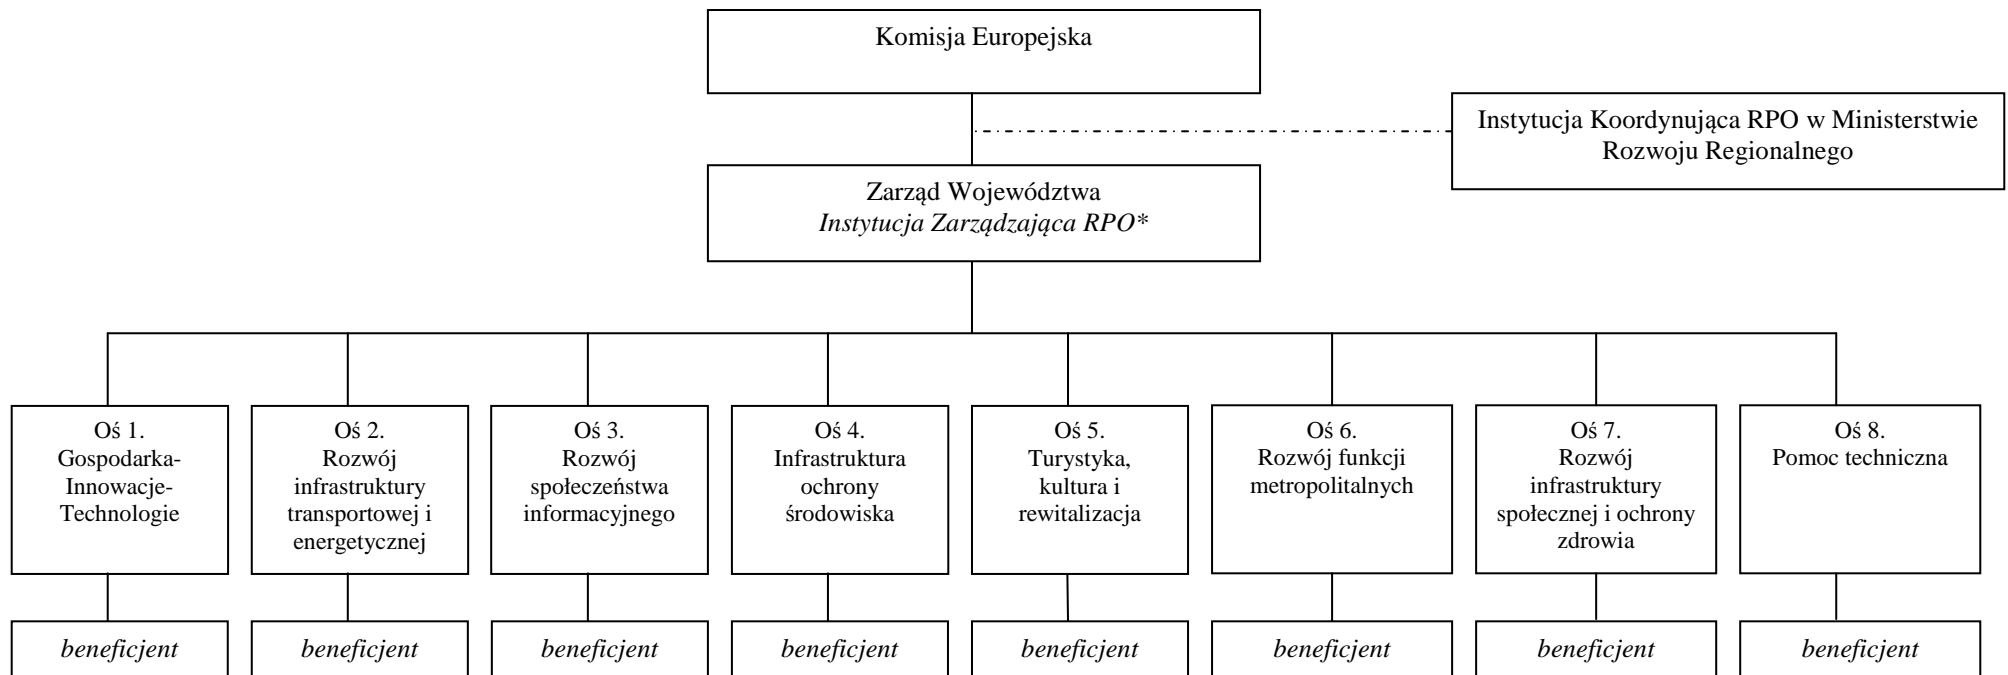 Komisja Europejska
Instytucja Koordynująca RPO w Ministerstwie
Rozwoju Regionalnego
Zarząd Województwa
Instytucja Zarządzająca RPO*
Oś 1.
Gospodarka-
Innowacje-
Technologie
Oś 2.
Rozwój
infrastruktury
transportowej i
energetycznej
Oś 3.
Rozwój
społeczeństwa
informacyjnego
Oś 4.
Infrastruktura
ochrony
środowiska
Oś 5.
Turystyka,
kultura i
rewitalizacja
Oś 6.
Rozwój funkcji
metropolitalnych
Oś 7.
Rozwój
infrastruktury
społecznej i ochrony
zdrowia
Oś 8.
Pomoc techniczna
beneficjent
beneficjent
beneficjent
beneficjent
beneficjent
beneficjent
beneficjent
beneficjent